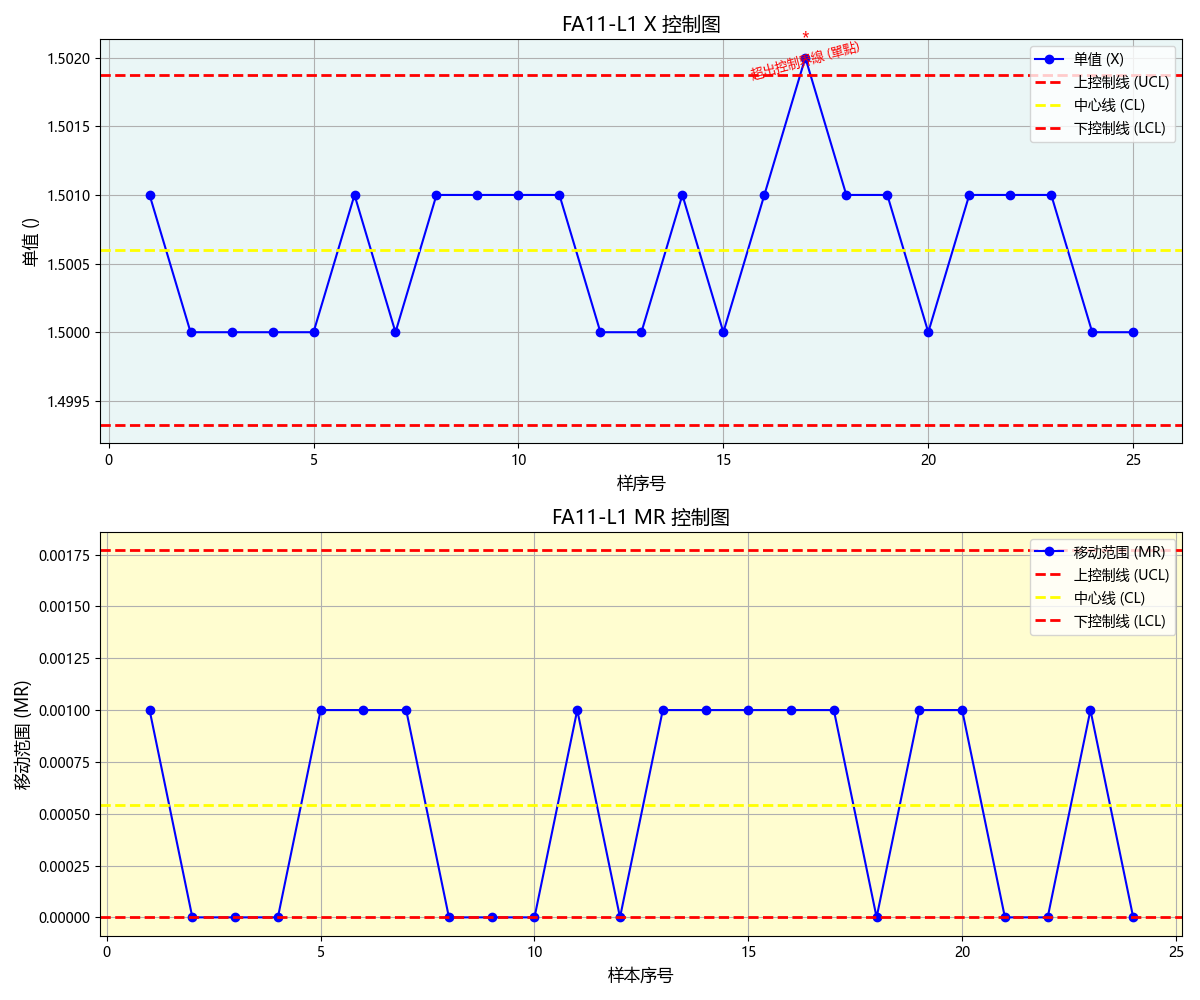 FA11-L1 X 控制图
*
超出控制界線 (單點)
单值 (X)
上控制线 (UCL)
中心线 (CL)
下控制线 (LCL)
单值 ()
1.5020
1.5015
1.5010
1.5005
1.5000
1.4995
0 5 10 15 20 25
样序号
FA11-L1 MR 控制图
移动范围 (MR)
上控制线 (UCL)
中心线 (CL)
下控制线 (LCL)
移动范围 (MR)
0.00175
0.00150
0.00125
0.00100
0.00075
0.00050
0.00025
0.00000
0 5 10 15 20 25
样本序号